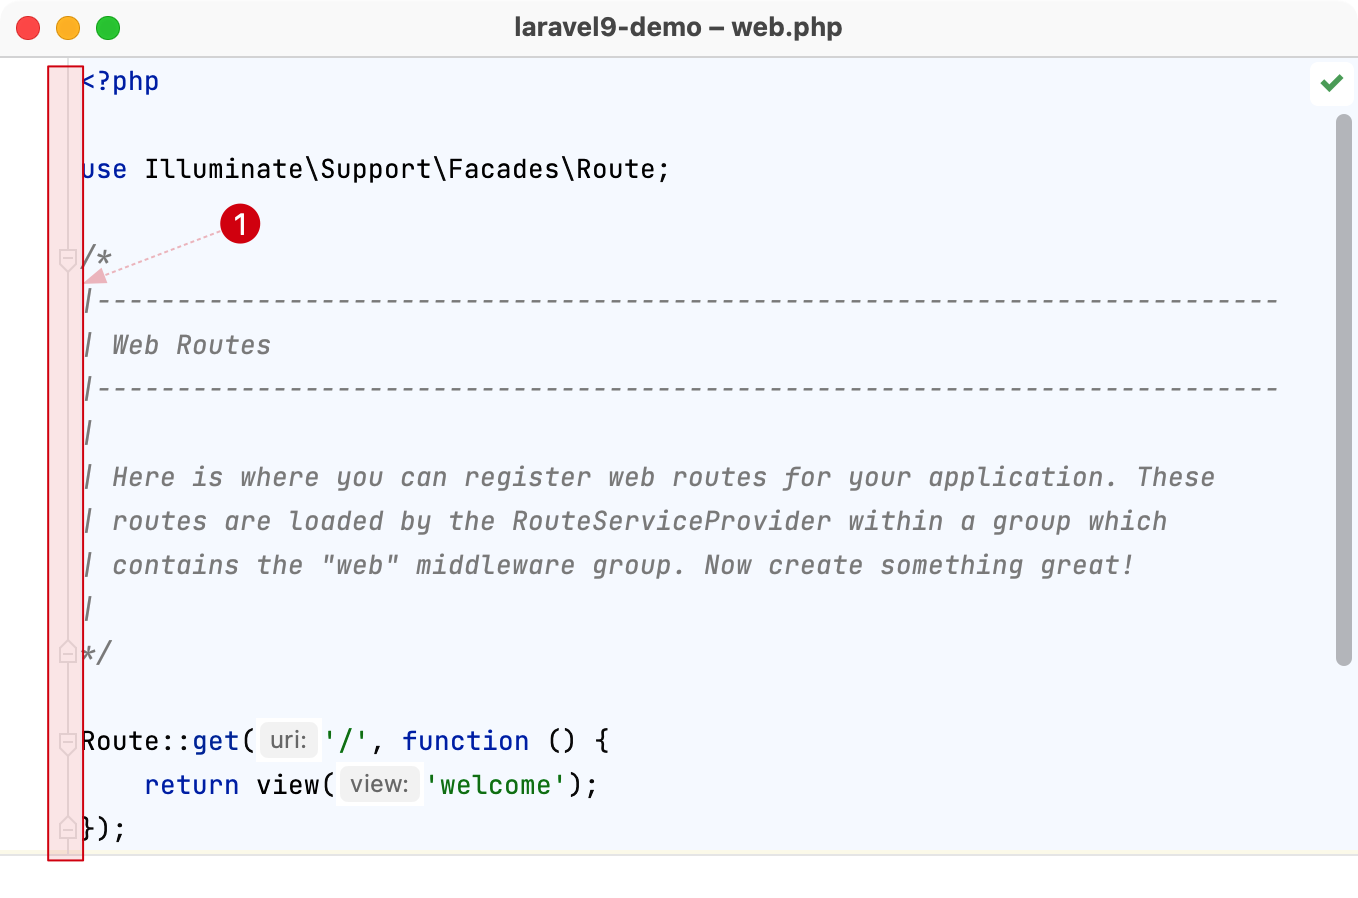 laravel9-demo – web.php
<?php
use Illuminate\Support\Facades\Route;
1
/*
|--------------------------------------------------------------------------
| Web Routes
|--------------------------------------------------------------------------
|
| Here is where you can register web routes for your application. These
| routes are loaded by the RouteServiceProvider within a group which
| contains the "web" middleware group. Now create something great!
|
*/
Route::get( uri: '/', function () {
    return view( view: 'welcome');
});